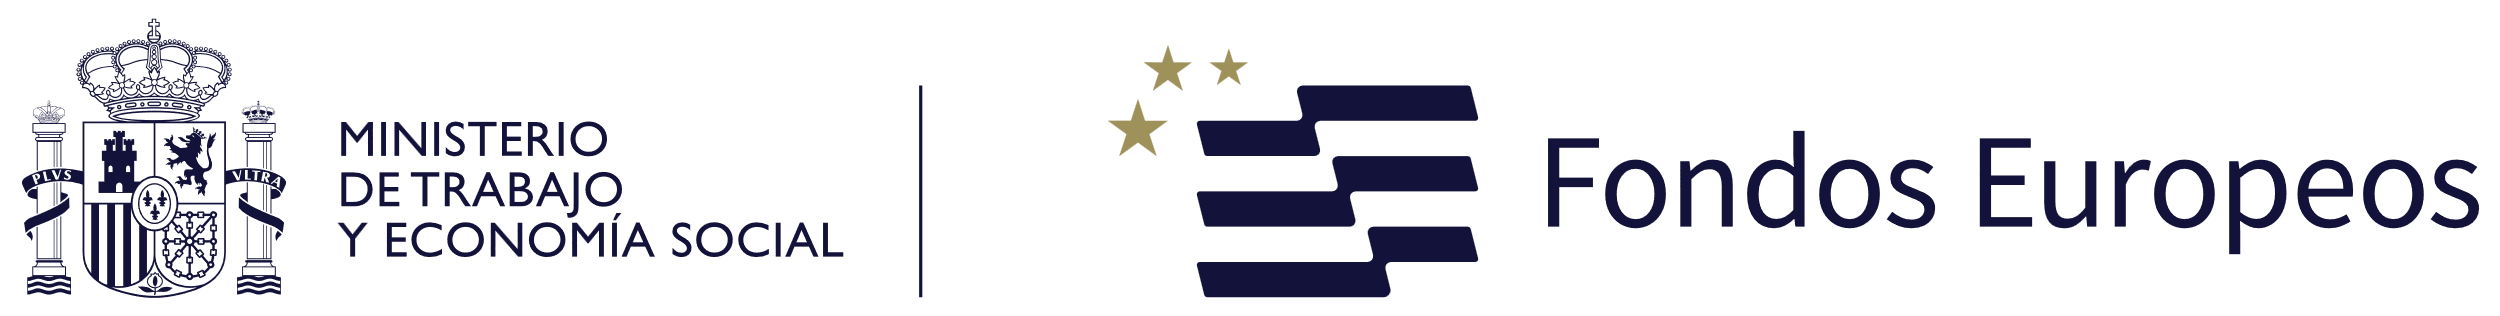 PLVS
VLTRA
MINISTERIO
DE TRABAJO
Y ECONOMÍA SOCIAL
Fondos Europeos